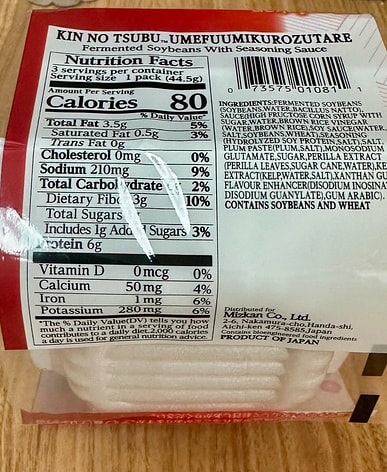 KIN NO TSUBU™UMEFUUMIKUROZUTARE
Fermented Soybeans With Seasoning Sauce
Nutrition Facts
3 servings per container
Serving size 1 pack (44.5g)
Amount Per Serving
Calories 80
% Daily Value*
Total Fat 3.5g 5%
Saturated Fat 0.5g 3%
Trans Fat 0g
Cholesterol 0mg 0%
Sodium 210mg 9%
Total Carbohydrate 2%
Dietary Fiber 3g 10%
Total Sugars
Includes 1g Added Sugars 3%
Protein 6g
Vitamin D 0mcg 0%
Calcium 50mg 4%
Iron 1mg 6%
Potassium 280mg 6%
*The % Daily Value(DV) tells you how
much a nutrient in a serving of food
contributes to a daily diet.2,000 calories
a day is used for general nutrition advice.
0 73575 01081 1
INGREDIENTS:FERMENTED SOYBEANS
(SOYBEANS,WATER,BACILLUS NATTO),
SAUCE(HIGH FRUCTOSE CORN SYRUP WITH
SUGAR,WATER,BROWN RICE VINEGAR
(WATER,BROWN RICE),SOY SAUCE(WATER,
SALT,SOYBEANS,WHEAT),SEASONING
(HYDROLYZED SOY PROTEIN,SALT),SALT,
PLUM PASTE(PLUM,SALT),MONOSODIUM
GLUTAMATE,SUGAR,PERILLA EXTRACT
(PERILLA LEAVES,SUGAR CANE,WATER),KE
EXTRACT(KELP,WATER,SALT),XANTHAN GU
FLAVOUR ENHANCER(DISODIUM INOSINA
DISODIUM GUANYLATE),GUM ARABIC).
CONTAINS SOYBEANS AND WHEAT
Distributed for
Mizkan Co., Ltd.
2-6, Nakamura-cho,Handa-shi,
Aichi-ken 475-8585,Japan
Contains bioengineered food ingredients
PRODUCT OF JAPAN